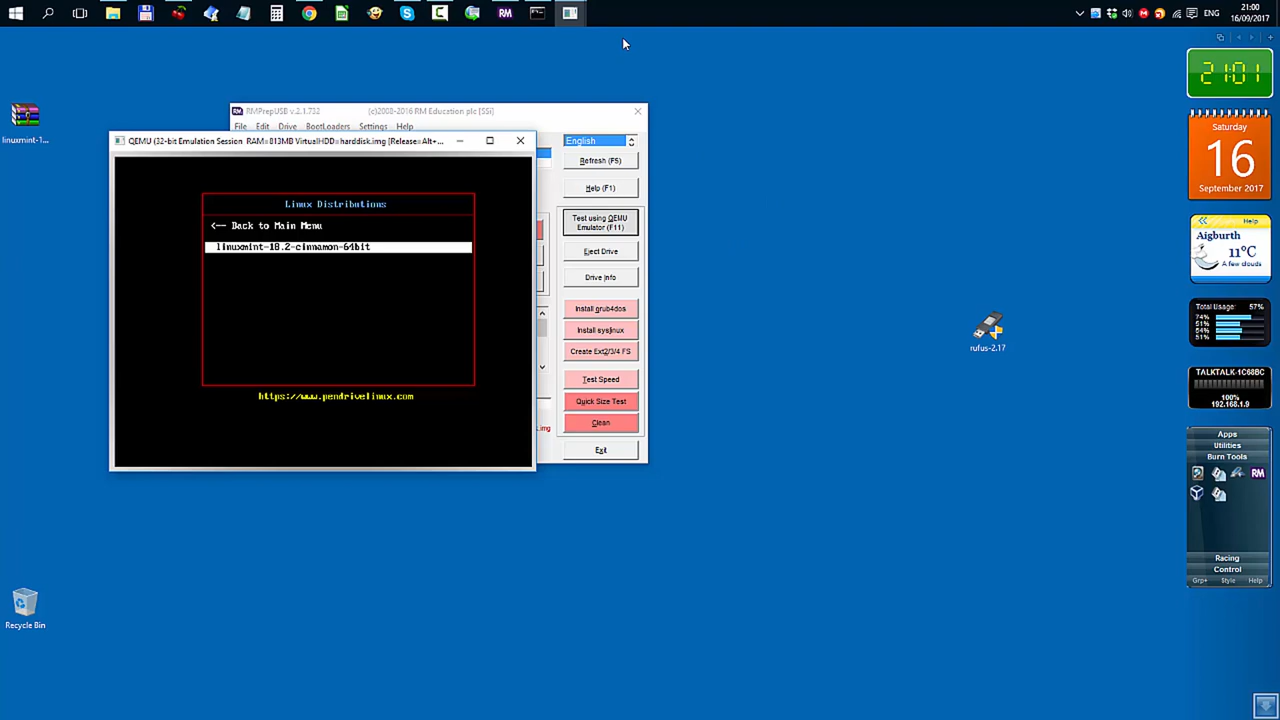 ENG
21:00
16/09/2017
linuxmint-1...
RMPrepUSB v.2.1.732
(c)2008-2016 RM Education plc [SSi]
File
Edit
Drive
BootLoaders
Settings
Help
QEMU (32-bit Emulation Session RAM=813MB VirtualHDD=harddisk.img [Release=Alt+...
Linux Distributions
<-- Back to Main Menu
linuxmint-18.2-cinnamon-64bit
https://www.pendrivelinux.com
English
Refresh (F5)
Help (F1)
Test using QEMU
Emulator (F11)
Eject Drive
Drive Info
Install grub4dos
Install syslinux
Create Ext2/3/4 FS
Test Speed
Quick Size Test
Clean
.img
Exit
rufus-2.17
Recycle Bin
21:01
Saturday
16
September 2017
Help
Aigburth
11°C
A few clouds
Total Usage: 57%
74%
51%
54%
51%
TALKTALK-1C68BC
100%
192.168.1.9
Apps
Utilities
Burn Tools
RM
Racing
Control
Grp+
Style
Help